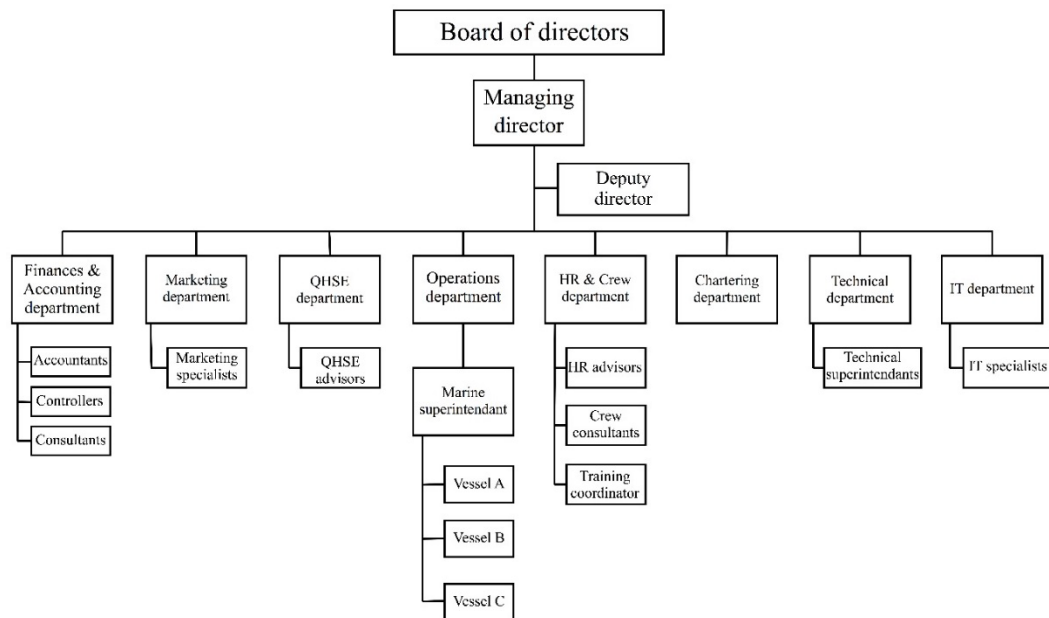 Board of directors
Managing
director
Deputy
director
Finances &
Accounting
department
Marketing
department
QHSE
department
Operations
department
HR & Crew
department
Chartering
department
Technical
department
IT department
Accountants
Controllers
Consultants
Marketing
specialists
QHSE
advisors
Marine
superintendant
Vessel A
Vessel B
Vessel C
HR advisors
Crew
consultants
Training
coordinator
Technical
superintendants
IT specialists